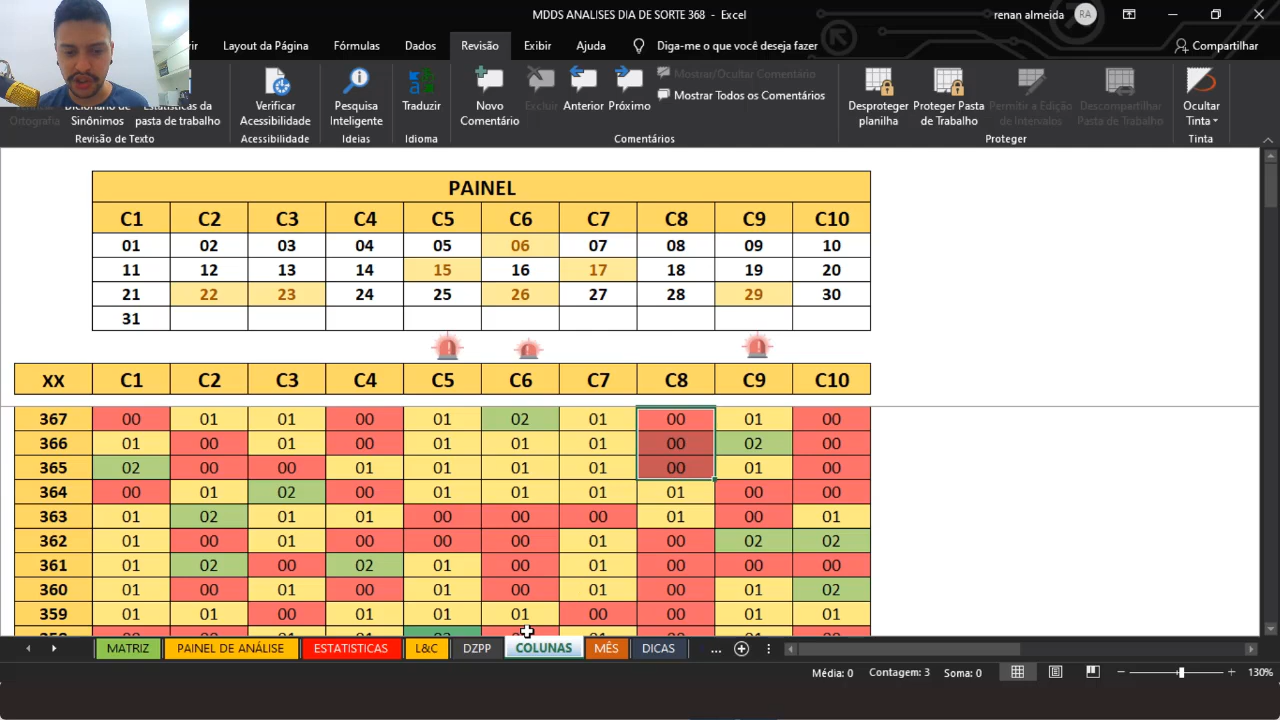 MDDS ANALISES DIA DE SORTE 368 - Excel
renan almeida RA
Layout da Página Fórmulas Dados Revisão Exibir Ajuda Diga-me o que você deseja fazer Compartilhar
Ortografia
Dicionário de Sinônimos
Estatísticas da pasta de trabalho
Verificar Acessibilidade
Pesquisa Inteligente
Traduzir
Novo Comentário
Excluir
Anterior
Próximo
Mostrar/Ocultar Comentário
Mostrar Todos os Comentários
Desproteger planilha
Proteger Pasta de Trabalho
Permitir a Edição de Intervalos
Descompartilhar Pasta de Trabalho
Ocultar Tinta
Revisão de Texto Acessibilidade Ideias Idioma Comentários Proteger Tinta
PAINEL
C1 C2 C3 C4 C5 C6 C7 C8 C9 C10
01 02 03 04 05 06 07 08 09 10
11 12 13 14 15 16 17 18 19 20
21 22 23 24 25 26 27 28 29 30
31
XX C1 C2 C3 C4 C5 C6 C7 C8 C9 C10
367 00 01 01 00 01 02 01 00 01 00
366 01 00 01 00 01 01 01 00 02 00
365 02 00 00 01 01 01 01 00 01 00
364 00 01 02 00 01 01 01 01 00 00
363 01 02 01 01 00 00 00 01 00 01
362 01 00 01 00 00 00 01 00 02 02
361 01 02 00 02 01 00 01 00 00 00
360 01 00 01 00 01 00 01 00 01 02
359 01 01 00 01 01 01 00 00 01 01
MATRIZ PAINEL DE ANÁLISE ESTATISTICAS L&C DZPP COLUNAS MÊS DICAS ...
Média: 0 Contagem: 3 Soma: 0 130%